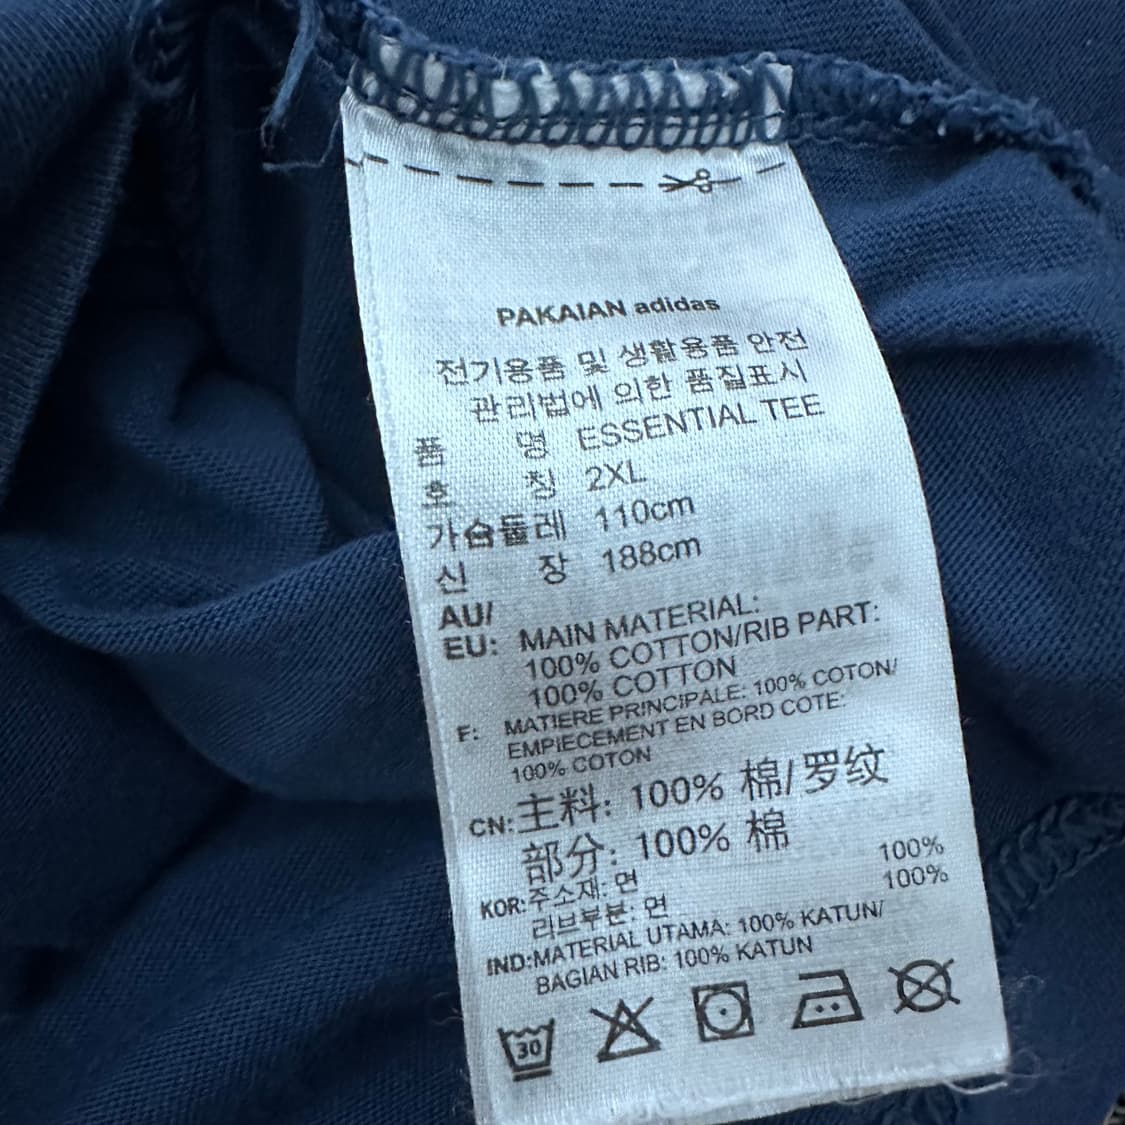 PAKAIAN adidas
전기용품 및 생활용품 안전
관리법에 의한 품질표시
품 명 ESSENTIAL TEE
호 칭 2XL
가슴둘레 110cm
신 장 188cm
AU/
EU: MAIN MATERIAL:
100% COTTON/RIB PART:
100% COTTON
F: MATIERE PRINCIPALE: 100% COTON/
EMPIECEMENT EN BORD COTE:
100% COTON
CN:主料: 100% 棉/罗纹
部分: 100% 棉
KOR:주소재: 면 100%
리브부분: 면 100%
IND:MATERIAL UTAMA: 100% KATUN/
BAGIAN RIB: 100% KATUN
30